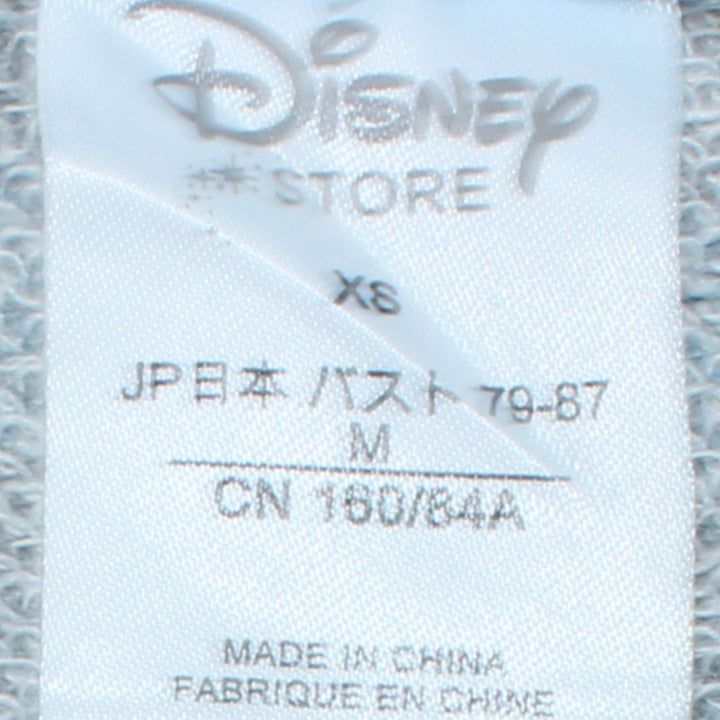 Disney
STORE
XS
JP日本 バスト 79-87
M
CN 160/84A
MADE IN CHINA
FABRIQUE EN CHINE